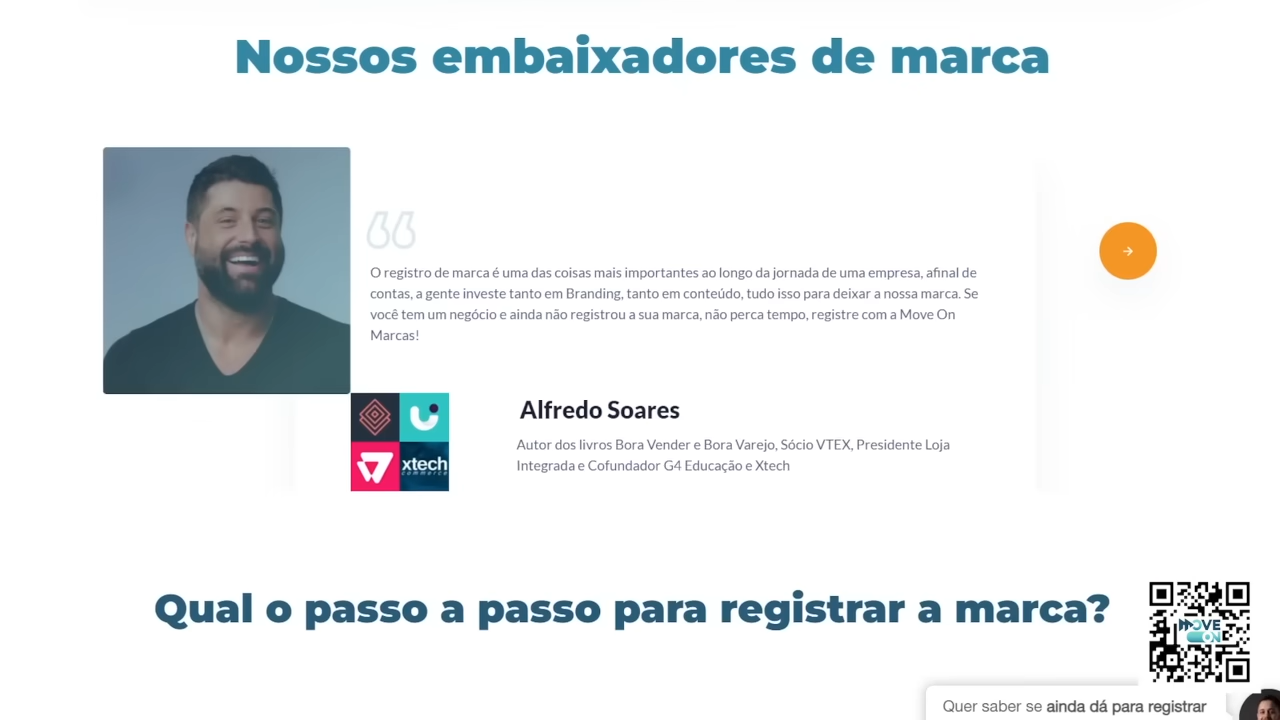 Nossos embaixadores de marca
O registro de marca é uma das coisas mais importantes ao longo da jornada de uma empresa, afinal de
contas, a gente investe tanto em Branding, tanto em conteúdo, tudo isso para deixar a nossa marca. Se
você tem um negócio e ainda não registrou a sua marca, não perca tempo, registre com a Move On
Marcas!
xtech
commerce
Alfredo Soares
Autor dos livros Bora Vender e Bora Varejo, Sócio VTEX, Presidente Loja
Integrada e Cofundador G4 Educação e Xtech
Qual o passo a passo para registrar a marca?
MOVE
ON
Quer saber se ainda dá para registrar